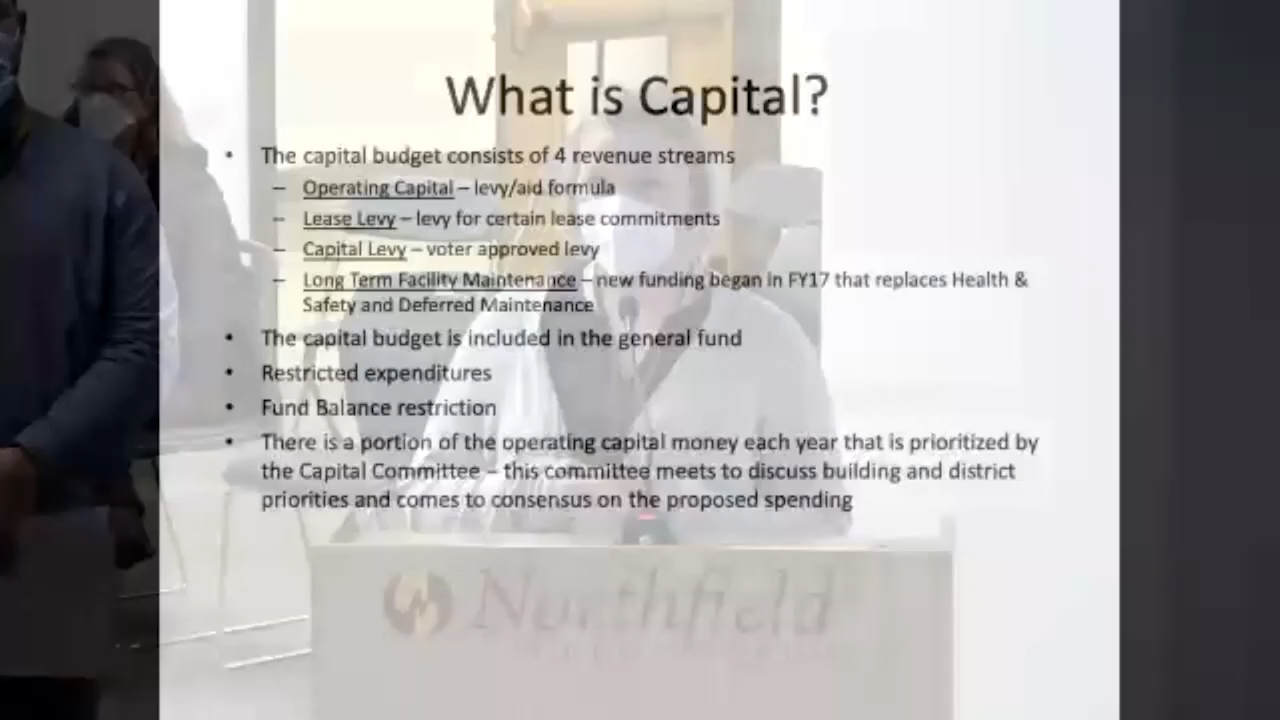 What is Capital?
• The capital budget consists of 4 revenue streams
– Operating Capital – levy/aid formula
– Lease Levy – levy for certain lease commitments
– Capital Levy – voter approved levy
– Long Term Facility Maintenance – new funding began in FY17 that replaces Health &
Safety and Deferred Maintenance
• The capital budget is included in the general fund
• Restricted expenditures
• Fund Balance restriction
• There is a portion of the operating capital money each year that is prioritized by
the Capital Committee – this committee meets to discuss building and district
priorities and comes to consensus on the proposed spending
Northfield